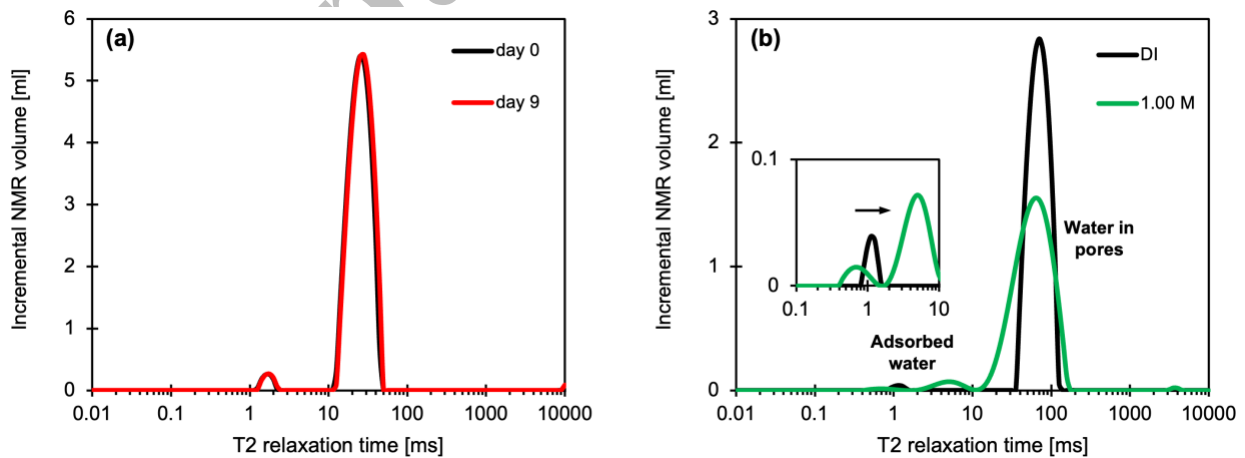 (a)
day 0
day 9
Incremental NMR volume [ml]
6
5
4
3
2
1
0
0.01 0.1 1 10 100 1000 10000
T2 relaxation time [ms]
(b)
DI
1.00 M
Incremental NMR volume [ml]
3
2
1
0
0.1
0
0.1 1 10
Water in
pores
Adsorbed
water
0.01 0.1 1 10 100 1000 10000
T2 relaxation time [ms]